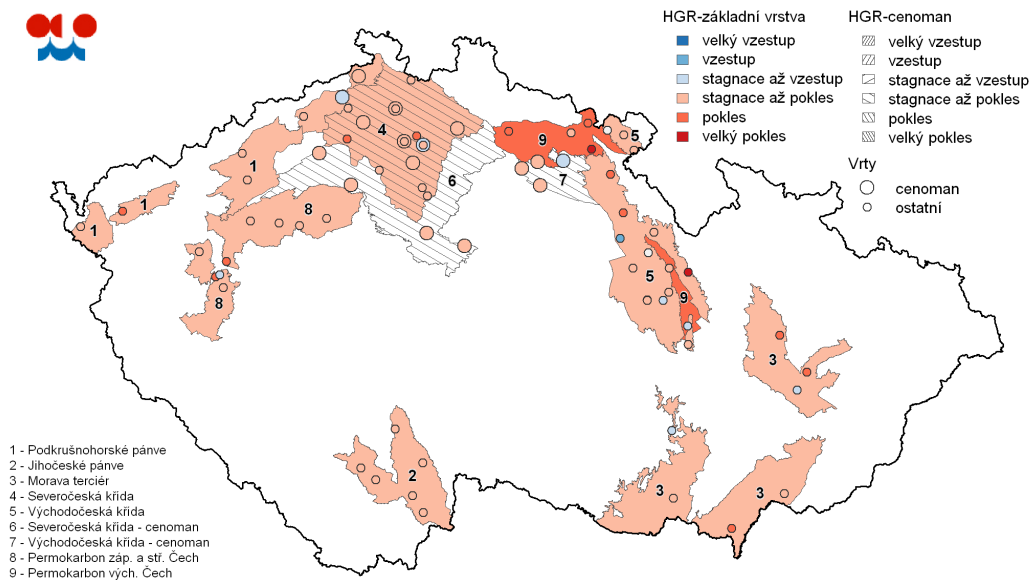 HGR-základní vrstva
velký vzestup
vzestup
stagnace až vzestup
stagnace až pokles
pokles
velký pokles
HGR-cenoman
velký vzestup
vzestup
stagnace až vzestup
stagnace až pokles
pokles
velký pokles
Vrty
cenoman
ostatní
4
9
5
1
6
7
1
8
1
5
8
9
3
2
3
3
1 - Podkrušnohorské pánve
2 - Jihočeské pánve
3 - Morava terciér
4 - Severočeská křída
5 - Východočeská křída
6 - Severočeská křída - cenoman
7 - Východočeská křída - cenoman
8 - Permokarbon záp. a stř. Čech
9 - Permokarbon vých. Čech